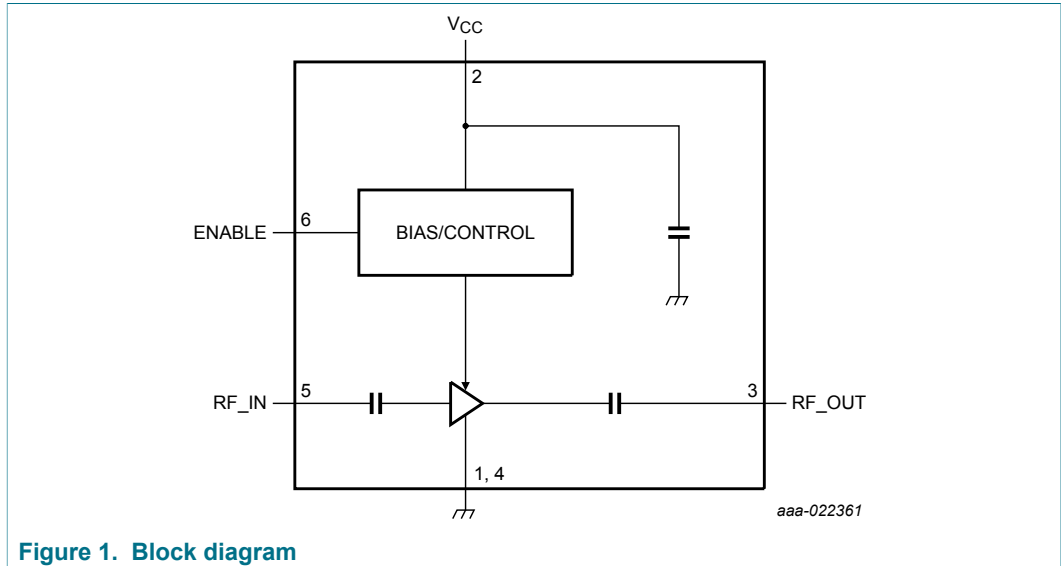 VCC
2
6
ENABLE
BIAS/CONTROL
5
RF_IN
3
RF_OUT
1, 4
aaa-022361
Figure 1. Block diagram